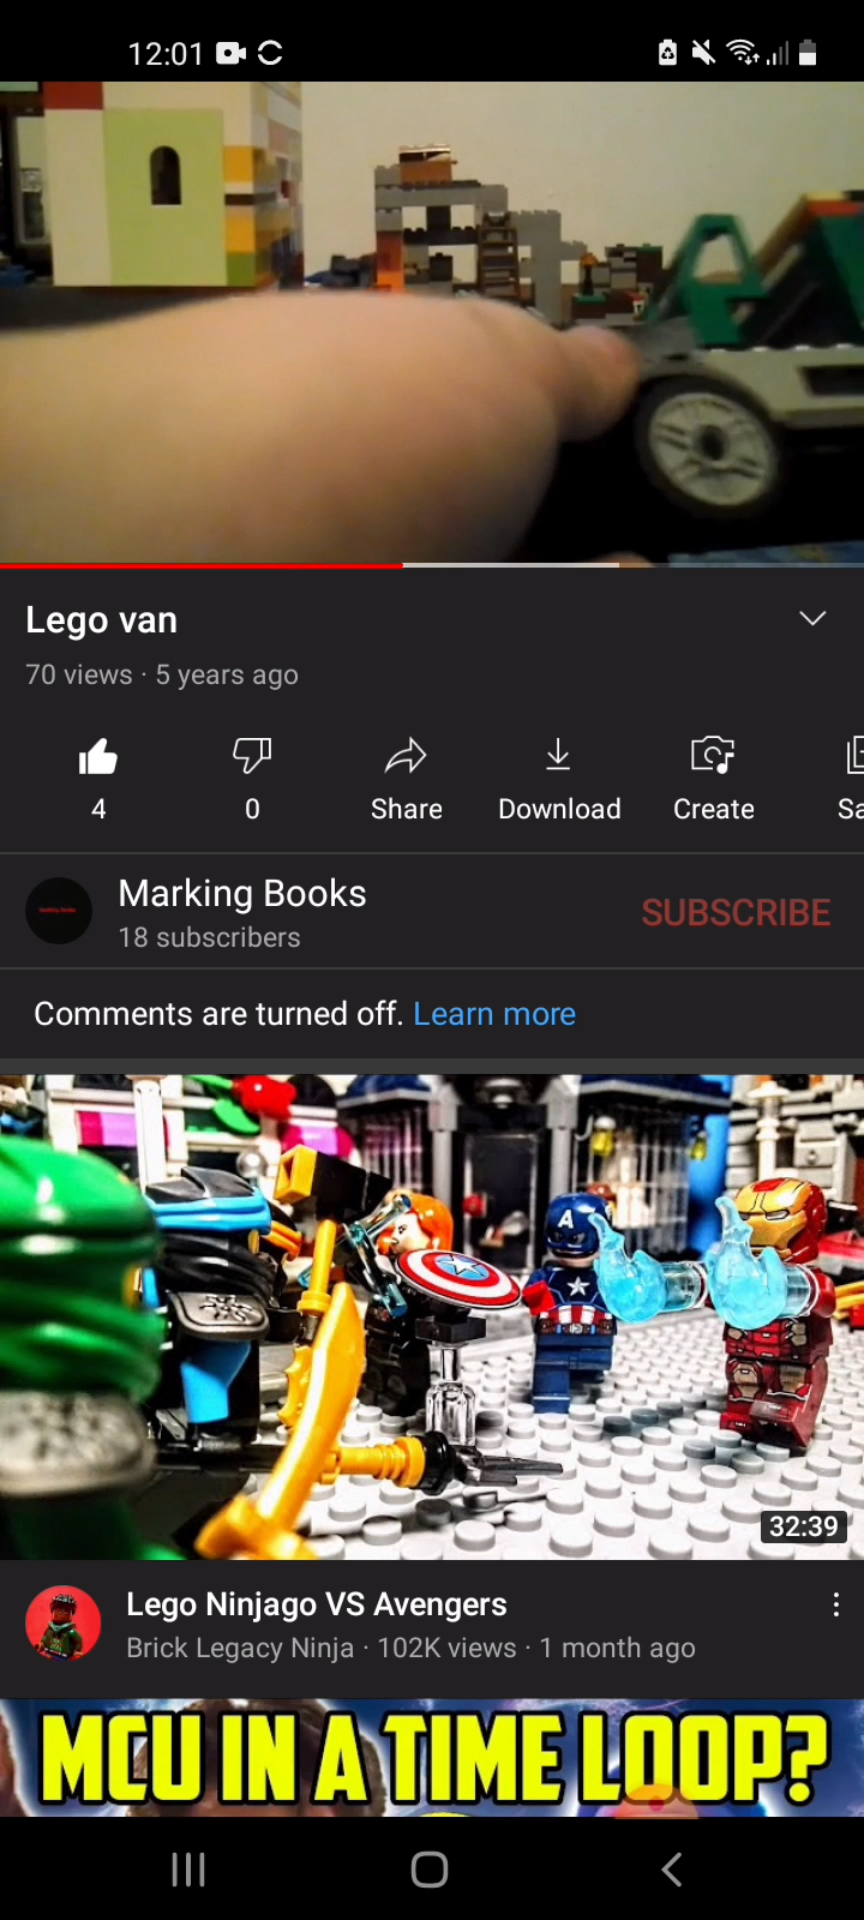 12:01
Lego van
70 views · 5 years ago
4
0
Share
Download
Create
Sa
Marking Books
18 subscribers
SUBSCRIBE
Comments are turned off. Learn more
A
32:39
Lego Ninjago VS Avengers
Brick Legacy Ninja · 102K views · 1 month ago
MCU IN A TIME LOOP?